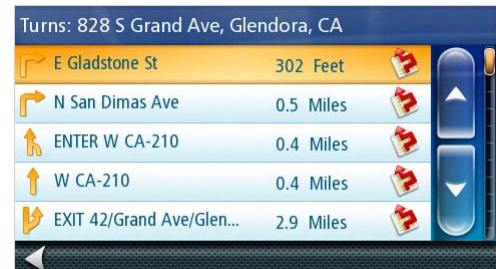 Turns: 828 S Grand Ave, Glendora, CA
E Gladstone St 302 Feet
N San Dimas Ave 0.5 Miles
ENTER W CA-210 0.4 Miles
W CA-210 0.4 Miles
EXIT 42/Grand Ave/Glen... 2.9 Miles